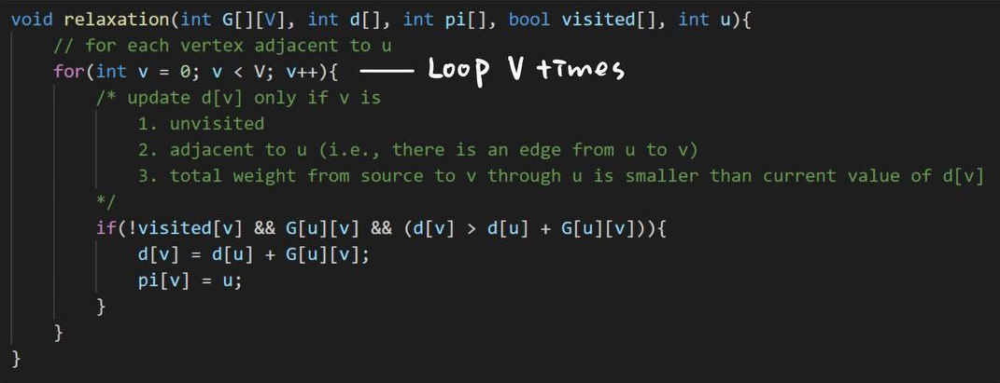 void relaxation(int G[][V], int d[], int pi[], bool visited[], int u){
// for each vertex adjacent to u
for(int v = 0; v < V; v++){ — Loop V times
/* update d[v] only if v is
1. unvisited
2. adjacent to u (i.e., there is an edge from u to v)
3. total weight from source to v through u is smaller than current value of d[v]
*/
if(!visited[v] && G[u][v] && (d[v] > d[u] + G[u][v])){
d[v] = d[u] + G[u][v];
pi[v] = u;
}
}
}